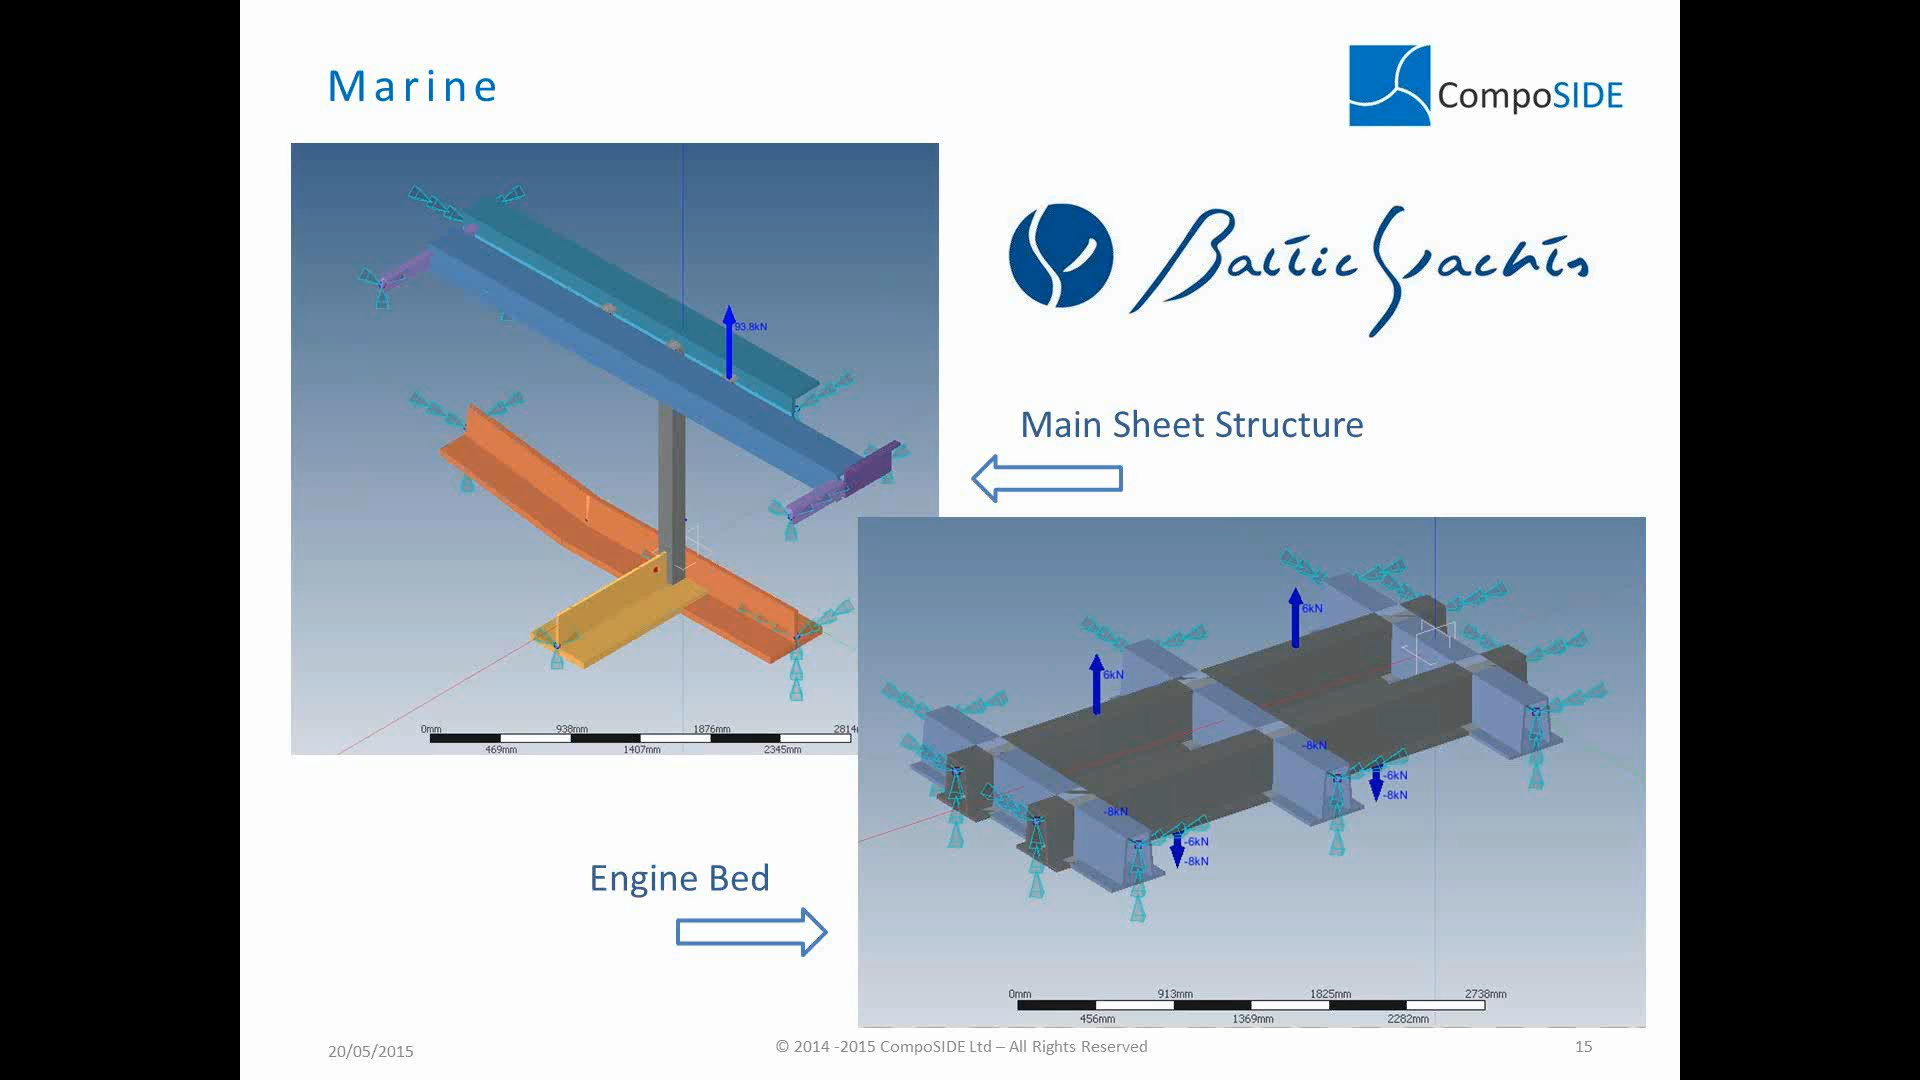 Marine
CompoSIDE
Baltic Yachts
93.8kN
Main Sheet Structure
0mm 938mm 1876mm 2814
469mm 1407mm 2345mm
6kN
6kN
-8kN
-6kN
-8kN
-8kN
-6kN
-8kN
Engine Bed
0mm 913mm 1825mm 2738mm
456mm 1369mm 2282mm
20/05/2015
© 2014 -2015 CompoSIDE Ltd – All Rights Reserved
15